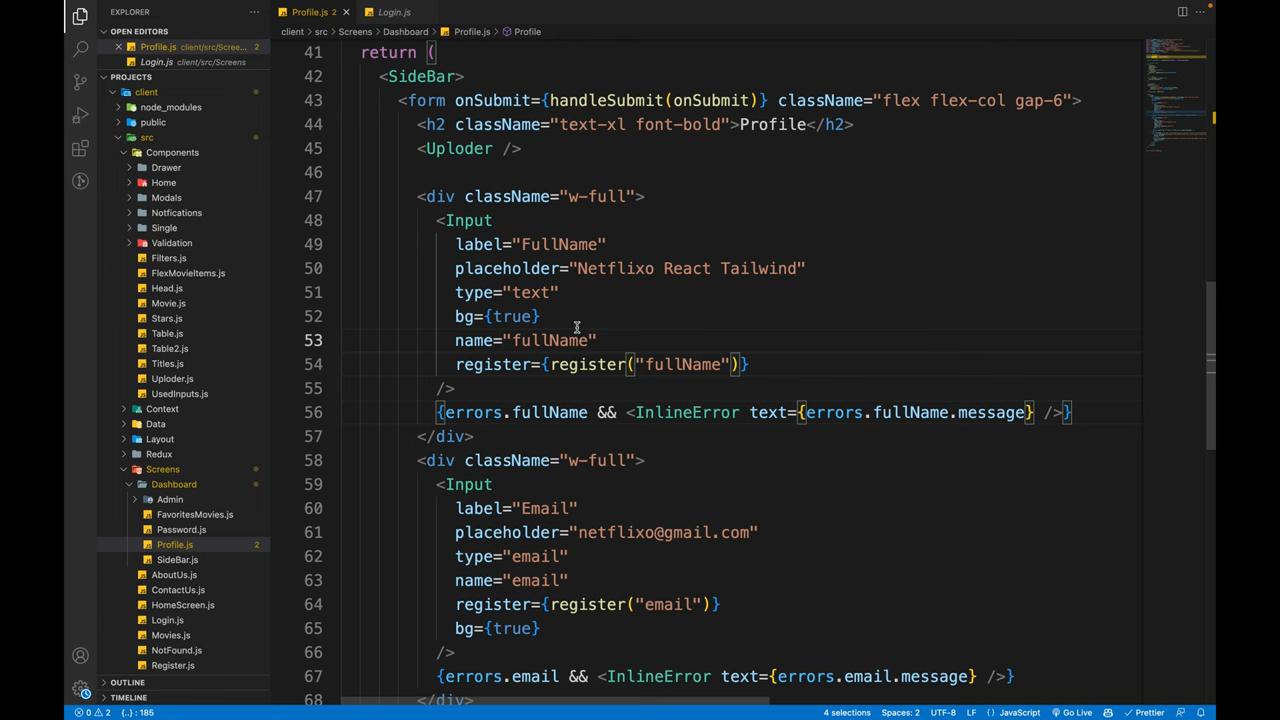 EXPLORER
OPEN EDITORS
Profile.js client/src/Scree... 2
Login.js client/src/Screens
PROJECTS
client
node_modules
public
src
Components
Drawer
Home
Modals
Notfications
Single
Validation
Filters.js
FlexMovieItems.js
Head.js
Movie.js
Stars.js
Table.js
Table2.js
Titles.js
Uploder.js
UsedInputs.js
Context
Data
Layout
Redux
Screens
Dashboard
Admin
FavoritesMovies.js
Password.js
Profile.js 2
SideBar.js
AboutUs.js
ContactUs.js
HomeScreen.js
Login.js
Movies.js
NotFound.js
Register.js
OUTLINE
TIMELINE
Profile.js 2
Login.js
client > src > Screens > Dashboard > Profile.js > Profile
41 return (
42 <SideBar>
43 <form onSubmit={handleSubmit(onSubmit)} className="flex flex-col gap-6">
44 <h2 className="text-xl font-bold">Profile</h2>
45 <Uploder />
46
47 <div className="w-full">
48 <Input
49 label="FullName"
50 placeholder="Netflixo React Tailwind"
51 type="text"
52 bg={true}
53 name="fullName"
54 register={register("fullName")}
55 />
56 {errors.fullName && <InlineError text={errors.fullName.message} />}
57 </div>
58 <div className="w-full">
59 <Input
60 label="Email"
61 placeholder="netflixo@gmail.com"
62 type="email"
63 name="email"
64 register={register("email")}
65 bg={true}
66 />
67 {errors.email && <InlineError text={errors.email.message} />}
68 </div>
0 2 {..} : 185 4 selections Spaces: 2 UTF-8 LF {} JavaScript Go Live Prettier